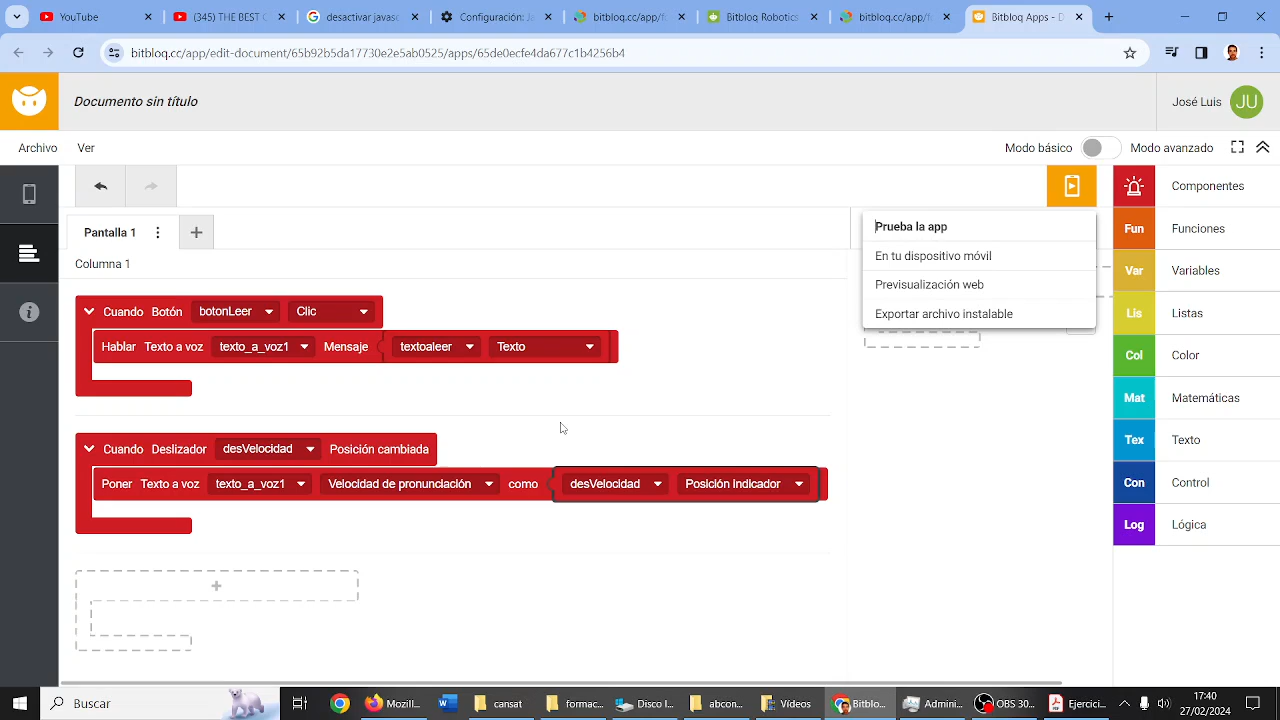 YouTube
(345) THE BEST O
desactivar javasc
Configuración: Ja
bitbloq.cc/app/b
Bitbloq Robotics
bitbloq.cc/app/e
Bitbloq Apps - D
bitbloq.cc/app/edit-document/65b92b5da17730e2e5ab0525/apps/65de0ecfe4da677c1b4256b4
Documento sin título
José Luis
JU
Archivo
Ver
Modo básico
Modo avanzado
Pantalla 1
Columna 1
Cuando Botón botonLeer Clic
Hablar Texto a voz texto_a_voz1 Mensaje textoaleer Texto
Cuando Deslizador desVelocidad Posición cambiada
Poner Texto a voz texto_a_voz1 Velocidad de pronunciación como desVelocidad Posición Indicador
Prueba la app
En tu dispositivo móvil
Previsualización web
Exportar archivo instalable
Componentes
Fun Funciones
Var Variables
Lis Listas
Col Color
Mat Matemáticas
Tex Texto
Con Control
Log Lógica
Buscar
Mozill...
cansat
formac...
Disco l...
abcon...
Videos
Bitblo...
Admin...
OBS 30...
Ejercic...
17:40
27/02/2024